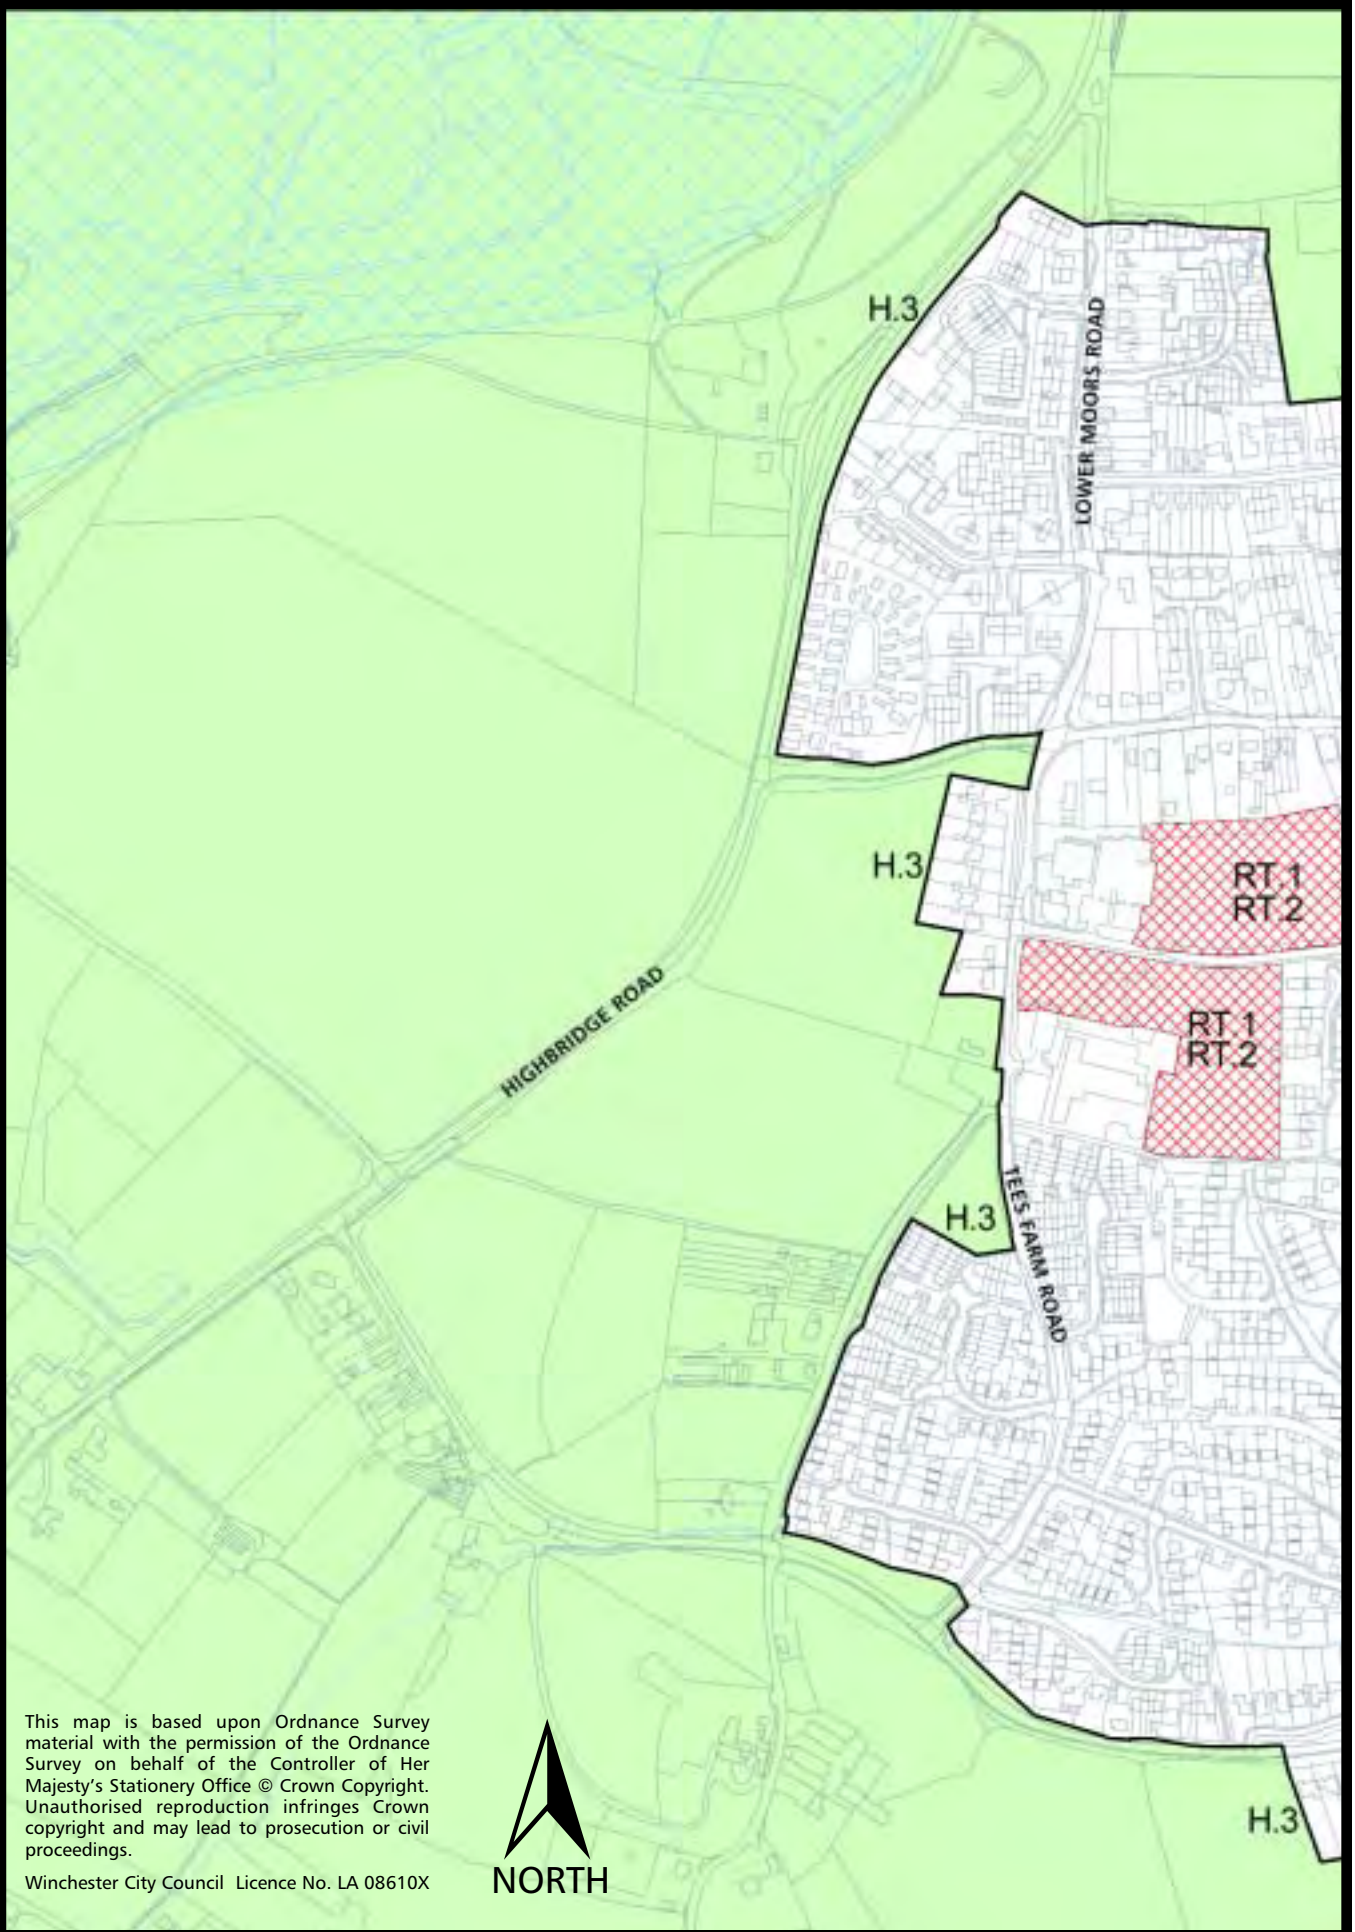 H.3
LOWER MOORS ROAD
H.3
RT.1
RT.2
HIGHBRIDGE ROAD
RT.1
RT.2
H.3
TEES FARM ROAD
This map is based upon Ordnance Survey
material with the permission of the Ordnance
Survey on behalf of the Controller of Her
Majesty's Stationery Office © Crown Copyright.
Unauthorised reproduction infringes Crown
copyright and may lead to prosecution or civil
proceedings.
Winchester City Council Licence No. LA 08610X
NORTH
H.3